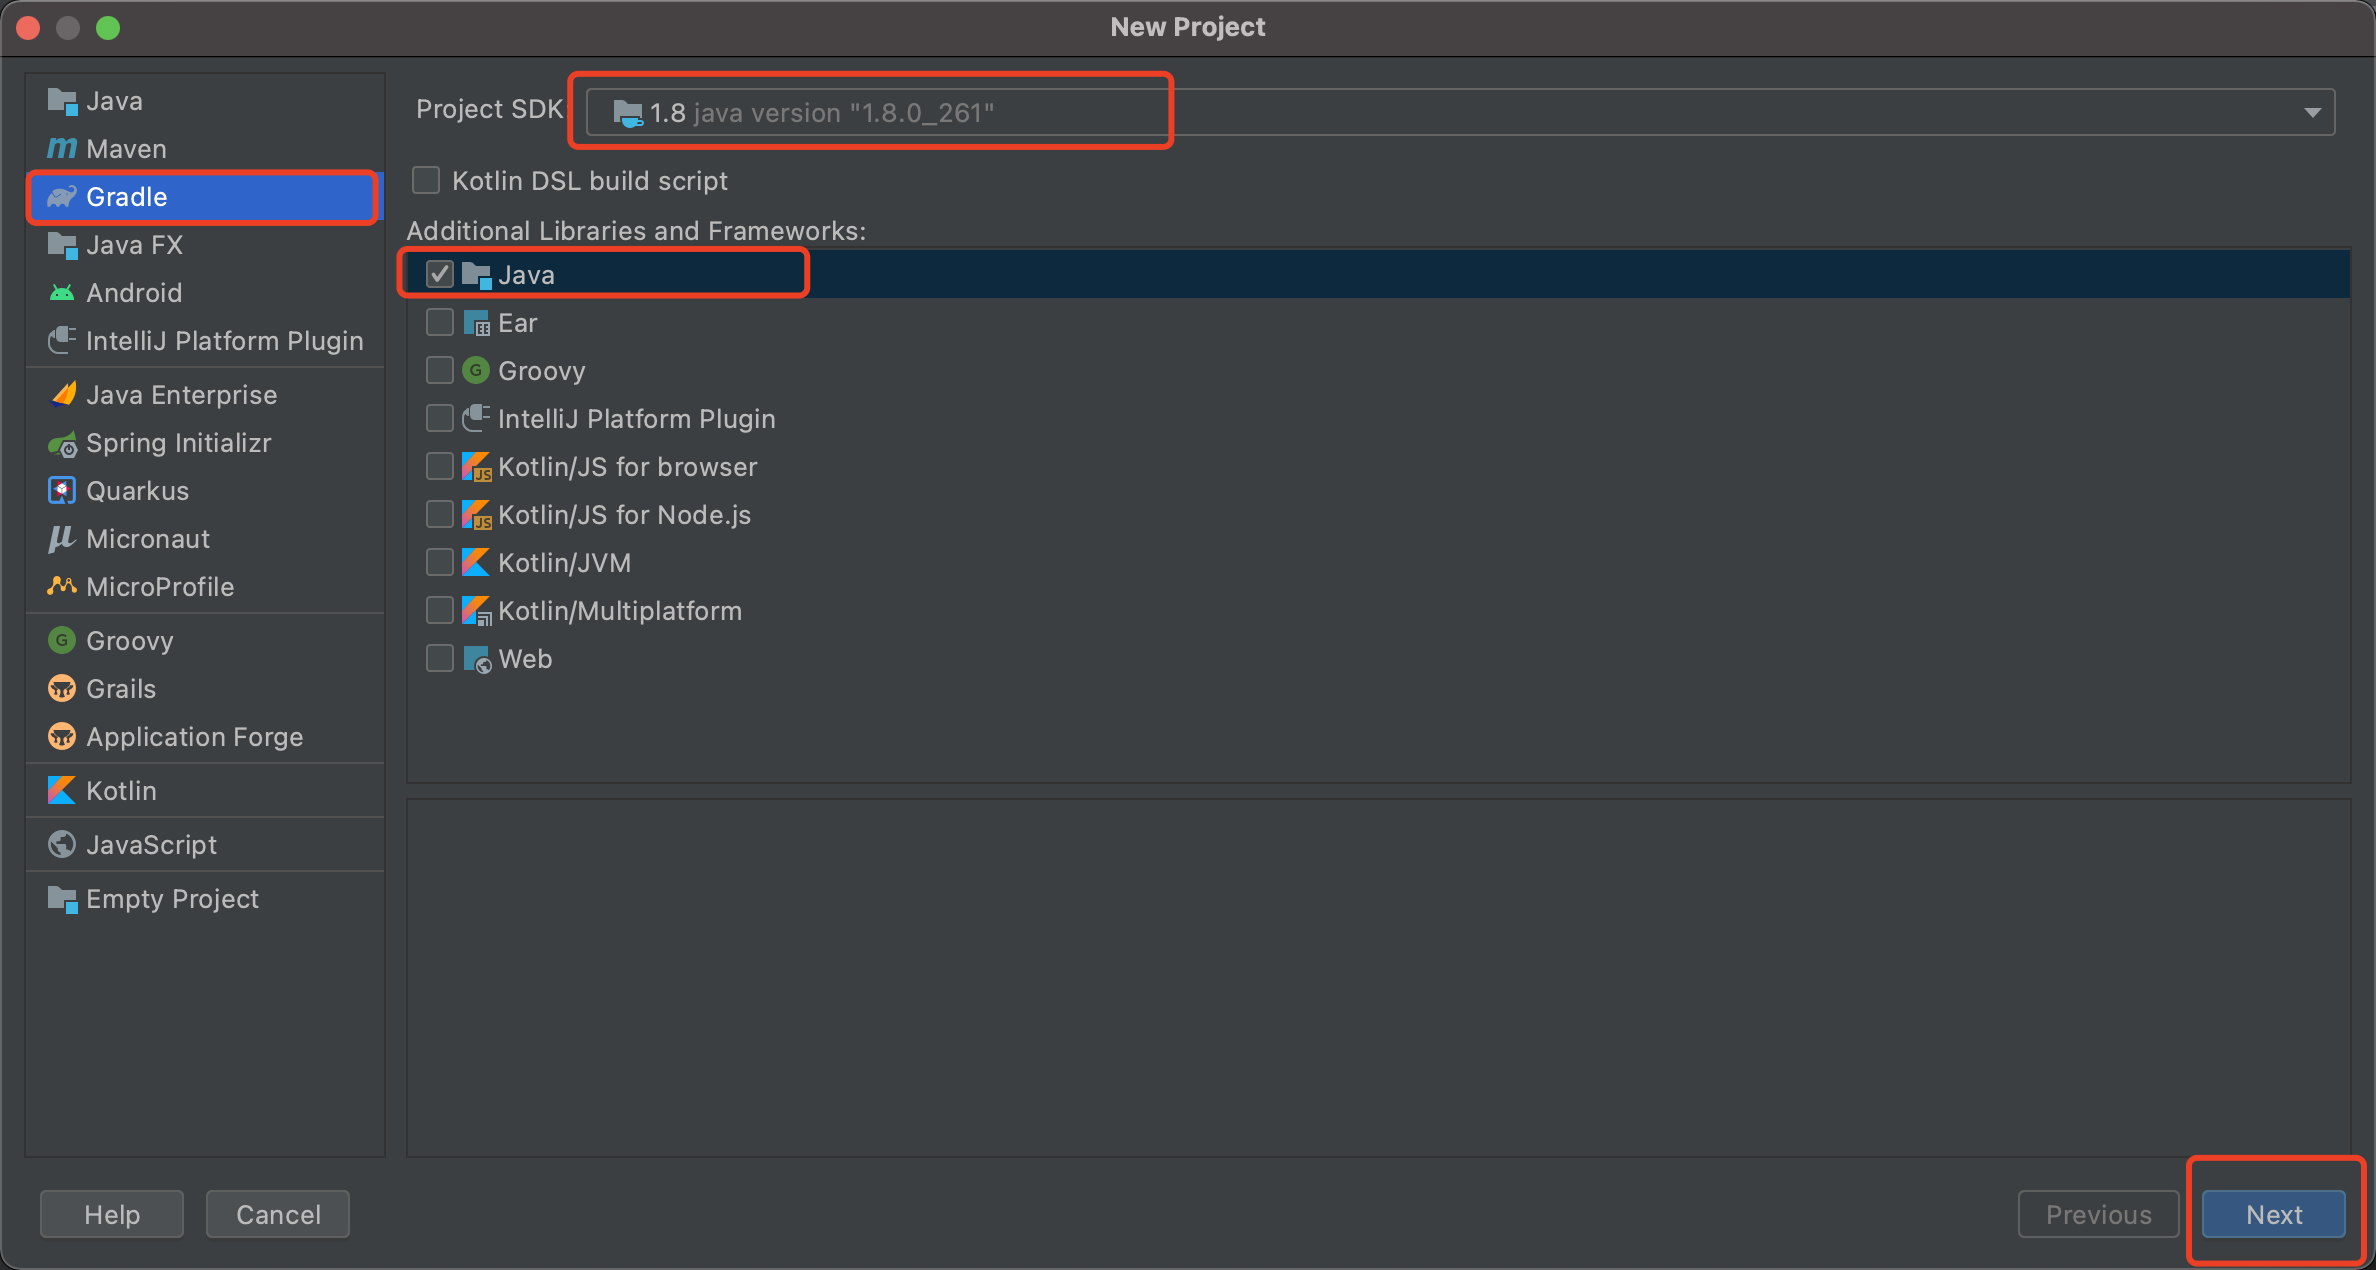 New Project
Java
Maven
Gradle
Java FX
Android
IntelliJ Platform Plugin
Java Enterprise
Spring Initializr
Quarkus
Micronaut
MicroProfile
Groovy
Grails
Application Forge
Kotlin
JavaScript
Empty Project
Project SDK: 1.8 java version "1.8.0_261"
Kotlin DSL build script
Additional Libraries and Frameworks:
Java
Ear
Groovy
IntelliJ Platform Plugin
Kotlin/JS for browser
Kotlin/JS for Node.js
Kotlin/JVM
Kotlin/Multiplatform
Web
Help
Cancel
Previous
Next